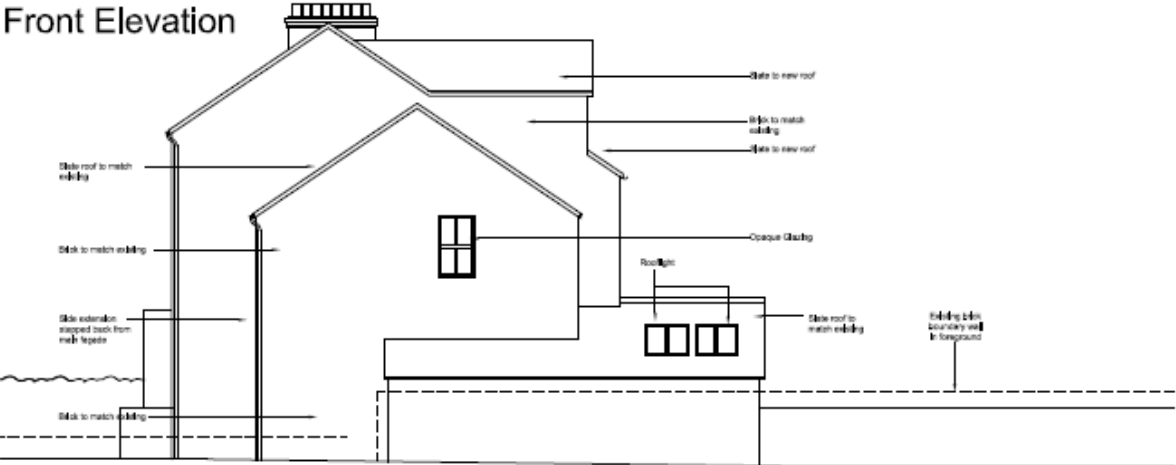 Front Elevation
Slate to new roof
Brick to match
existing
Slate to new roof
Slate roof to match
existing
Brick to match existing
Opaque Glazing
Rooflight
Side extension
stepped back from
main façade
Slate roof to
match existing
Existing brick
boundary wall
in foreground
Brick to match existing